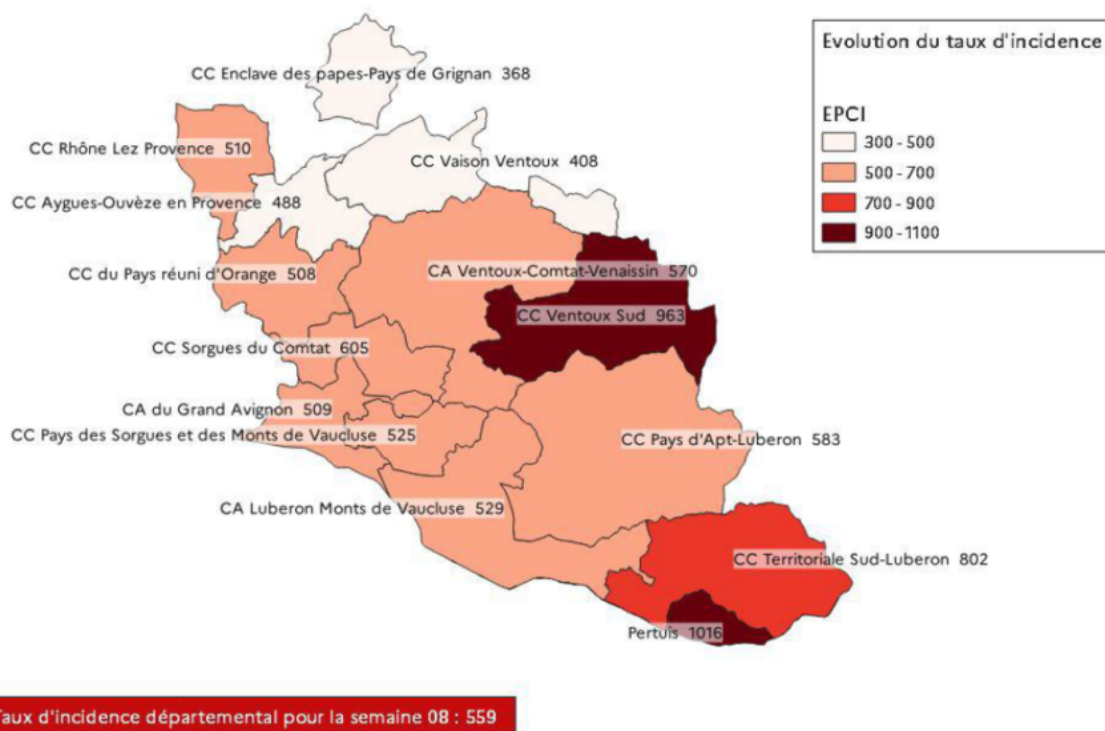 Evolution du taux d'incidence
EPCI
300 - 500
500 - 700
700 - 900
900 - 1100
CC Enclave des papes-Pays de Grignan 368
CC Rhône Lez Provence 510
CC Vaison Ventoux 408
CC Aygues-Ouvèze en Provence 488
CC du Pays réuni d'Orange 508
CA Ventoux-Comtat-Venaissin 570
CC Ventoux Sud 963
CC Sorgues du Comtat 605
CA du Grand Avignon 509
CC Pays des Sorgues et des Monts de Vaucluse 525
CC Pays d'Apt-Luberon 583
CA Luberon Monts de Vaucluse 529
CC Territoriale Sud-Luberon 802
Pertuis 1016
Taux d'incidence départemental pour la semaine 08 : 559